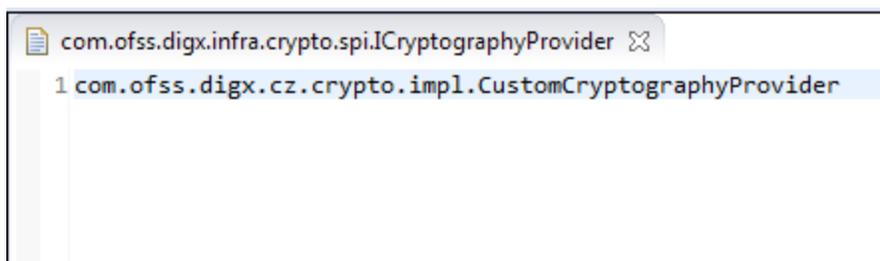 com.ofss.digx.infra.crypto.spi.ICryptographyProvider
1 com.ofss.digx.cz.crypto.impl.CustomCryptographyProvider